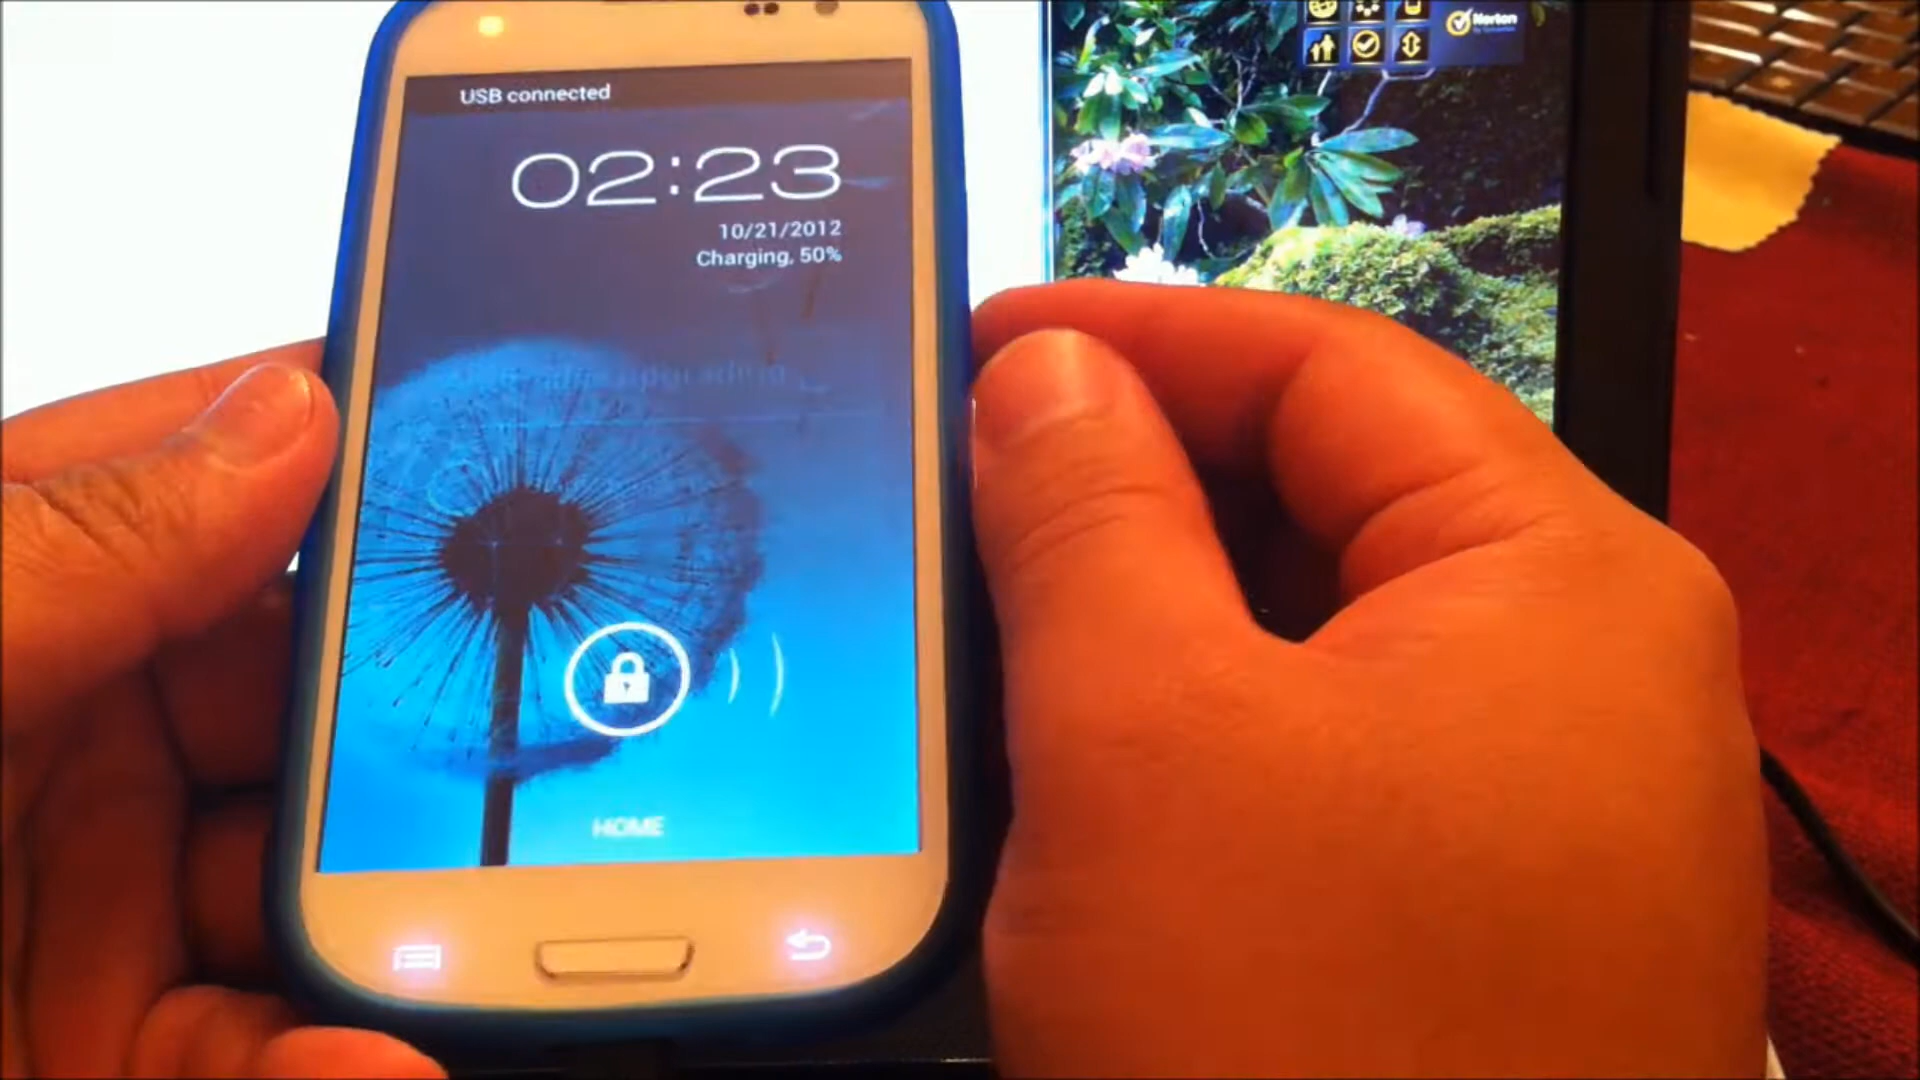 USB connected
02:23
10/21/2012
Charging, 50%
HOME
Norton